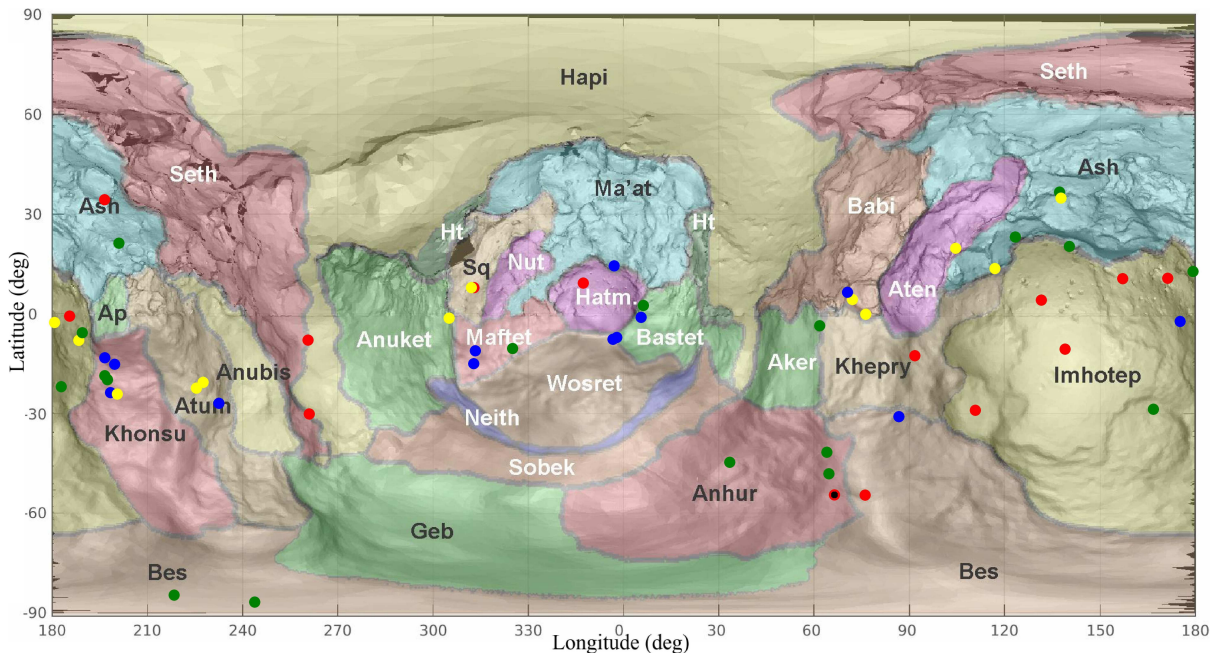 90
60
30
0
-30
-60
-90
Latitude (deg)
Hapi
Seth
Seth
Ash
Ma'at
Ash
Ht
Ht
Babi
Sq
Nut
Aten
Hatm.
Ap
Anuket
Maffet
Bastet
Aker
Khepry
Imhotep
Anubis
Wosret
Atum
Neith
Khonsu
Sobek
Anhur
Geb
Bes
Bes
180 210 240 270 300 330 0 30 60 90 120 150 180
Longitude (deg)